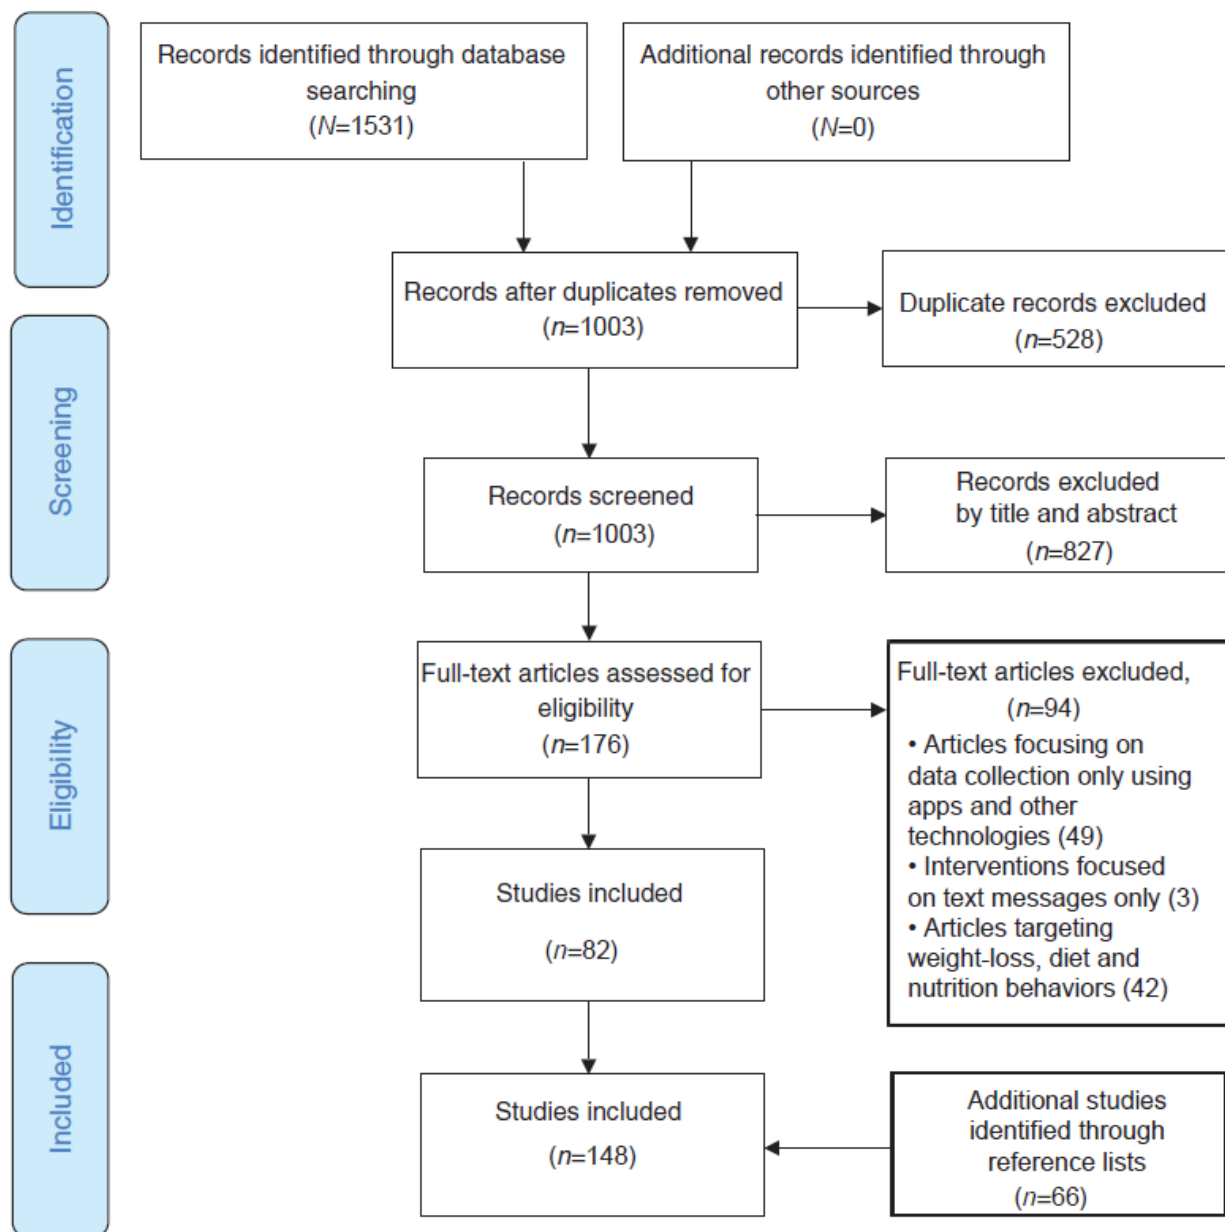 Identification
Records identified through database
searching
(N=1531)
Additional records identified through
other sources
(N=0)
Records after duplicates removed
(n=1003)
Duplicate records excluded
(n=528)
Screening
Records screened
(n=1003)
Records excluded
by title and abstract
(n=827)
Eligibility
Full-text articles assessed for
eligibility
(n=176)
Full-text articles excluded,
(n=94)
• Articles focusing on
data collection only using
apps and other
technologies (49)
• Interventions focused
on text messages only (3)
• Articles targeting
weight-loss, diet and
nutrition behaviors (42)
Studies included
(n=82)
Included
Studies included
(n=148)
Additional studies
identified through
reference lists
(n=66)